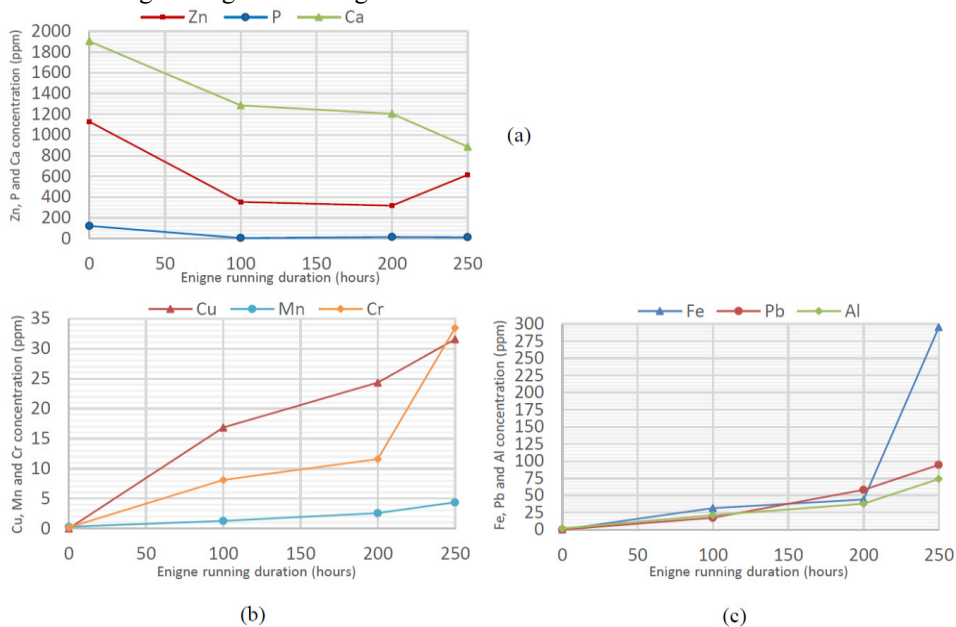 Zn P Ca
2000
1800
1600
1400
1200
1000
800
600
400
200
0
Zn, P and Ca concentration (ppm)
0 50 100 150 200 250
Enigne running duration (hours)
(a)
Cu Mn Cr
35
30
25
20
15
10
5
0
Cu, Mn and Cr concentration (ppm)
0 50 100 150 200 250
Enigne running duration (hours)
(b)
Fe Pb Al
300
275
250
225
200
175
150
125
100
75
50
25
0
Fe, Pb and Al concentration (ppm)
0 50 100 150 200 250
Enigne running duration (hours)
(c)